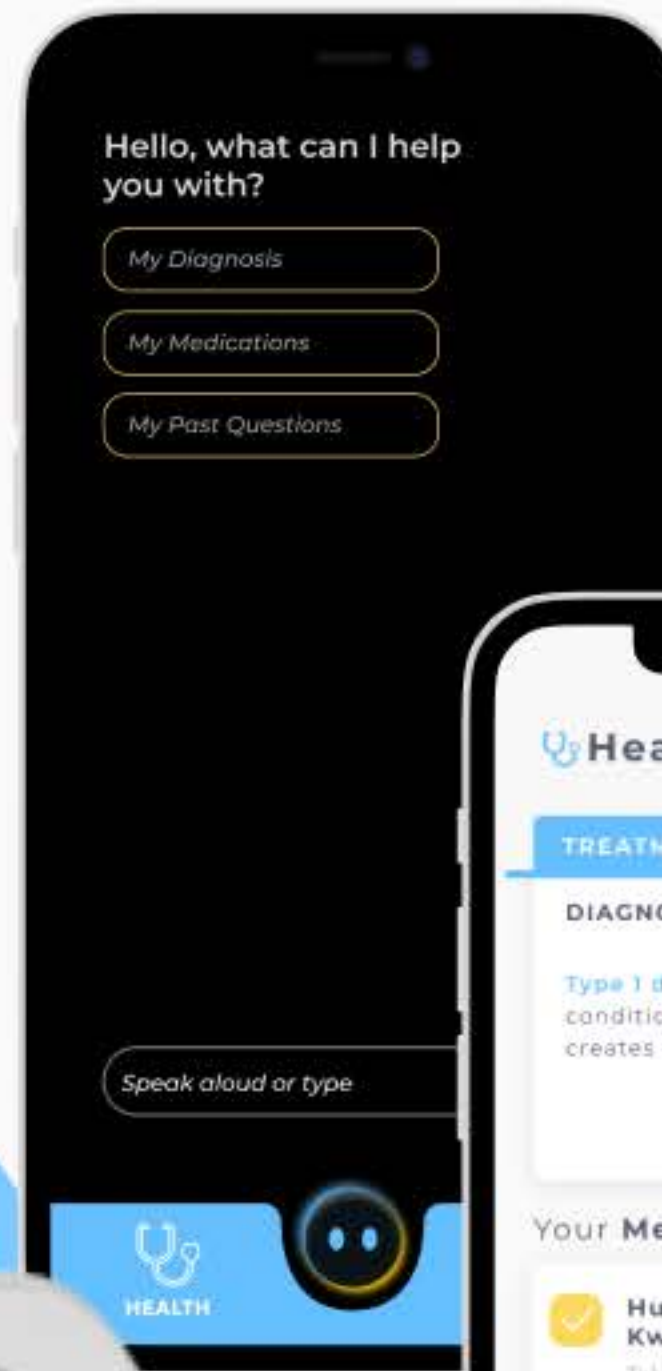 Hello, what can I help
you with?
My Diagnosis
My Medications
My Past Questions
Speak aloud or type
HEALTH
Hea
TREATM
DIAGNO
Type 1 d
conditio
creates
Your Me
Hu
Kw